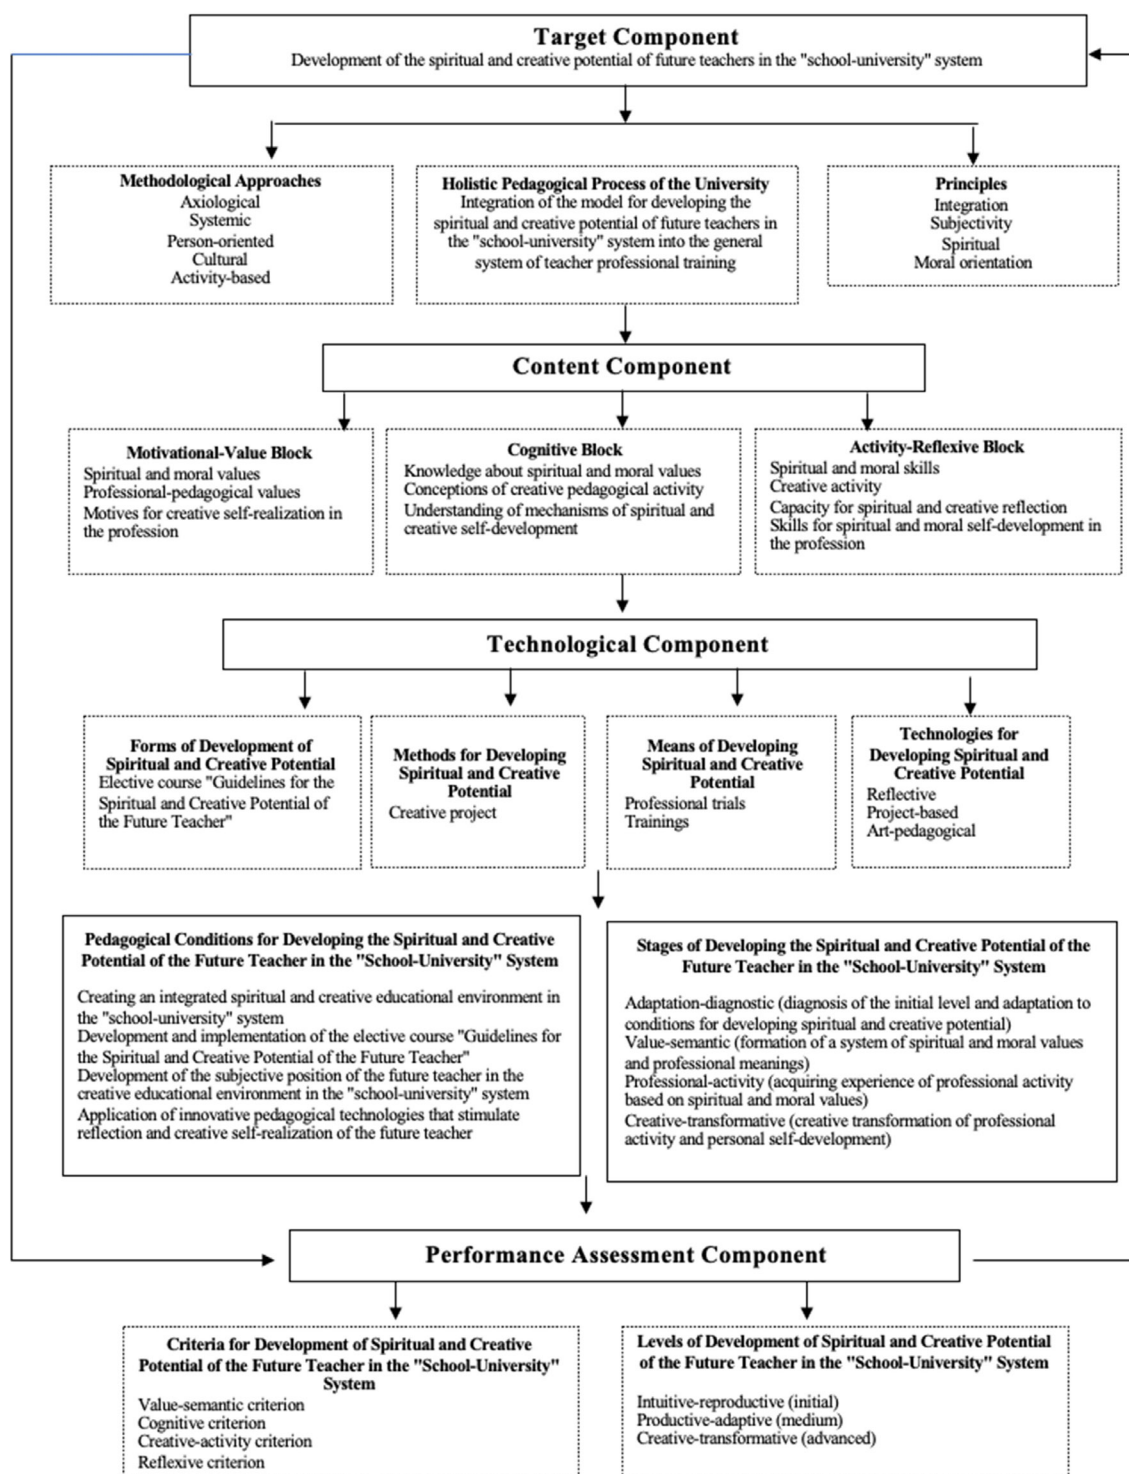 Target Component
Development of the spiritual and creative potential of future teachers in the "school-university" system
Methodological Approaches
Axiological
Systemic
Person-oriented
Cultural
Activity-based
Holistic Pedagogical Process of the University
Integration of the model for developing the
spiritual and creative potential of future teachers in
the "school-university" system into the general
system of teacher professional training
Principles
Integration
Subjectivity
Spiritual
Moral orientation
Content Component
Motivational-Value Block
Spiritual and moral values
Professional-pedagogical values
Motives for creative self-realization in
the profession
Cognitive Block
Knowledge about spiritual and moral values
Conceptions of creative pedagogical activity
Understanding of mechanisms of spiritual and
creative self-development
Activity-Reflexive Block
Spiritual and moral skills
Creative activity
Capacity for spiritual and creative reflection
Skills for spiritual and moral self-development in
the profession
Technological Component
Forms of Development of
Spiritual and Creative Potential
Elective course "Guidelines for the
Spiritual and Creative Potential of
the Future Teacher"
Methods for Developing
Spiritual and Creative
Potential
Creative project
Means of Developing
Spiritual and Creative
Potential
Professional trials
Trainings
Technologies for
Developing Spiritual and
Creative Potential
Reflective
Project-based
Art-pedagogical
Pedagogical Conditions for Developing the Spiritual and Creative
Potential of the Future Teacher in the "School-University" System
Creating an integrated spiritual and creative educational environment in
the "school-university" system
Development and implementation of the elective course "Guidelines for
the Spiritual and Creative Potential of the Future Teacher"
Development of the subjective position of the future teacher in the
creative educational environment in the "school-university" system
Application of innovative pedagogical technologies that stimulate
reflection and creative self-realization of the future teacher
Stages of Developing the Spiritual and Creative Potential of the
Future Teacher in the "School-University" System
Adaptation-diagnostic (diagnosis of the initial level and adaptation to
conditions for developing spiritual and creative potential)
Value-semantic (formation of a system of spiritual and moral values
and professional meanings)
Professional-activity (acquiring experience of professional activity
based on spiritual and moral values)
Creative-transformative (creative transformation of professional
activity and personal self-development)
Performance Assessment Component
Criteria for Development of Spiritual and Creative
Potential of the Future Teacher in the "School-University"
System
Value-semantic criterion
Cognitive criterion
Creative-activity criterion
Reflexive criterion
Levels of Development of Spiritual and Creative Potential
of the Future Teacher in the "School-University" System
Intuitive-reproductive (initial)
Productive-adaptive (medium)
Creative-transformative (advanced)